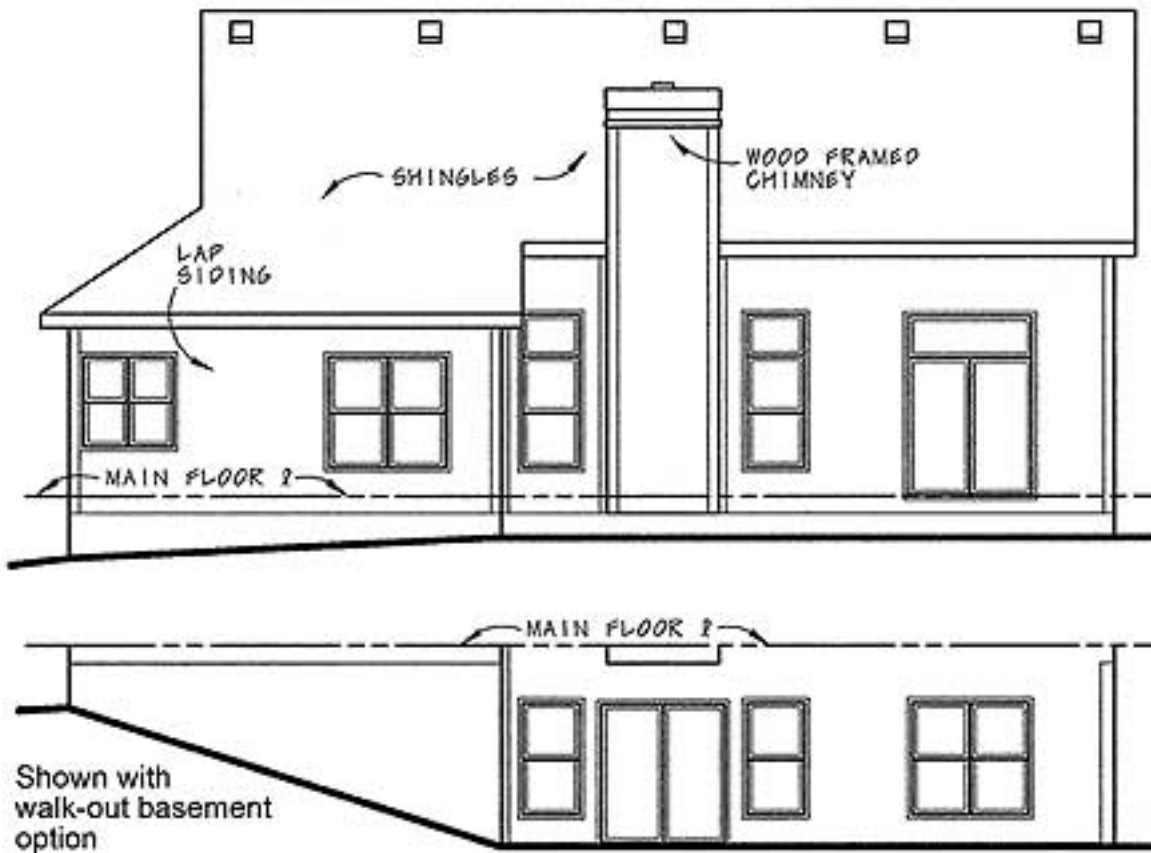 SHINGLES
WOOD FRAMED
CHIMNEY
LAP
SIDING
MAIN FLOOR
MAIN FLOOR
Shown with
walk-out basement
option